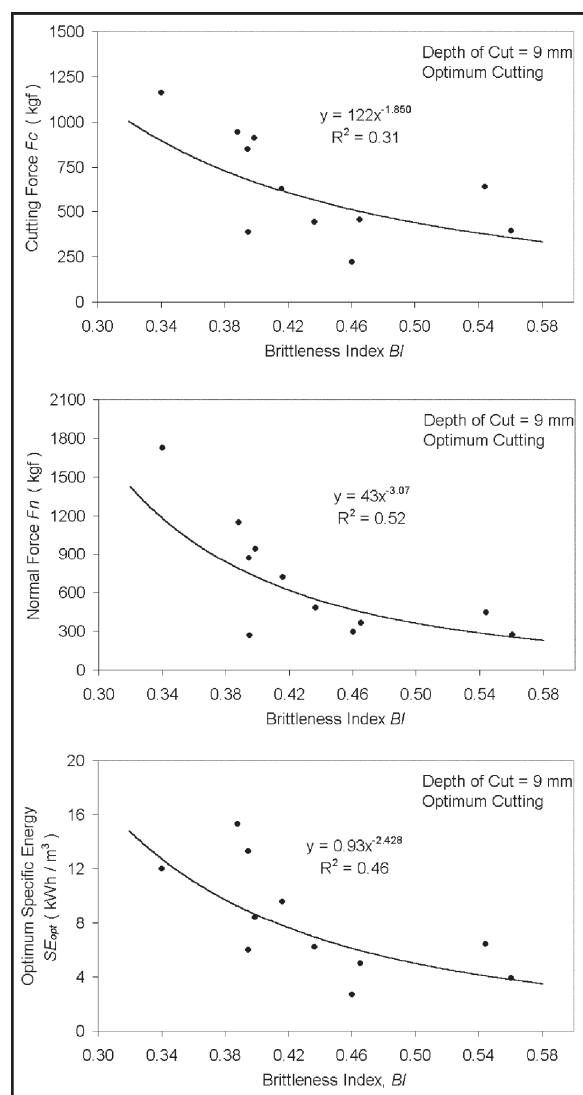 1500
1250
1000
750
500
250
0
Cutting Force Fc ( kgf )
Depth of Cut = 9 mm
Optimum Cutting
y = 122x^-1.850
R² = 0.31
0.30 0.34 0.38 0.42 0.46 0.50 0.54 0.58
Brittleness Index BI
2100
1800
1500
1200
900
600
300
0
Normal Force Fn ( kgf )
Depth of Cut = 9 mm
Optimum Cutting
y = 43x^-3.07
R² = 0.52
0.30 0.34 0.38 0.42 0.46 0.50 0.54 0.58
Brittleness Index BI
20
16
12
8
4
0
Optimum Specific Energy
SEopt ( kWh / m³ )
Depth of Cut = 9 mm
Optimum Cutting
y = 0.93x^-2.428
R² = 0.46
0.30 0.34 0.38 0.42 0.46 0.50 0.54 0.58
Brittleness Index, BI